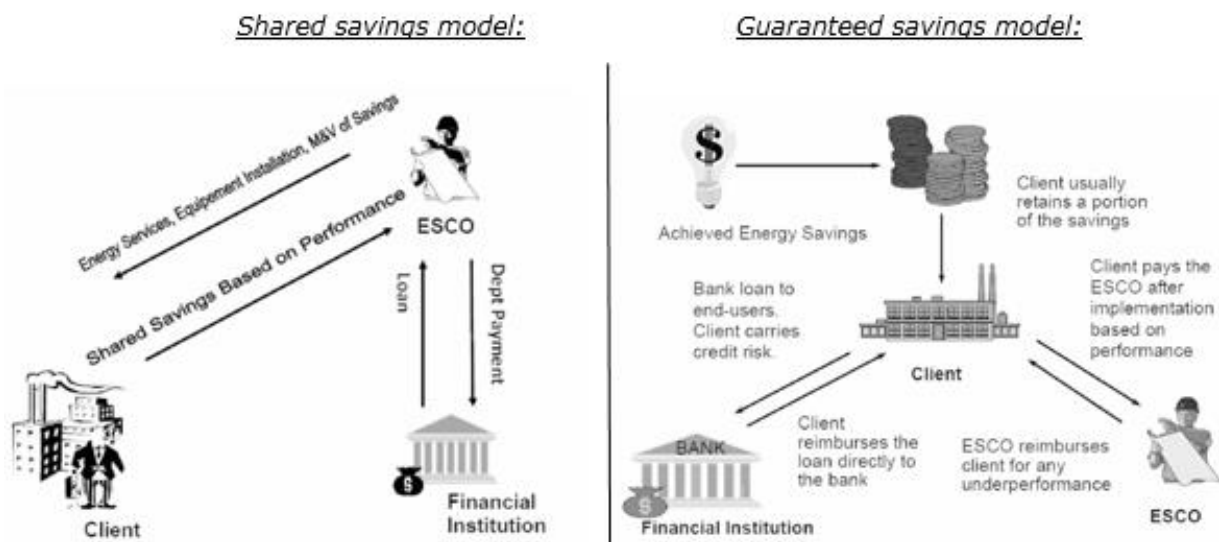 Shared savings model:
Energy Services, Equipement Installation, M&V of Savings
Shared Savings Based on Performance
ESCO
Loan
Dept Payment
Client
Financial
Institution
Guaranteed savings model:
$
Achieved Energy Savings
Client usually
retains a portion
of the savings
Bank loan to
end-users.
Client carries
credit risk.
Client pays the
ESCO after
implementation
based on
performance
Client
BANK
$
Financial Institution
Client
reimburses the
loan directly to
the bank
ESCO reimburses
client for any
underperformance
ESCO